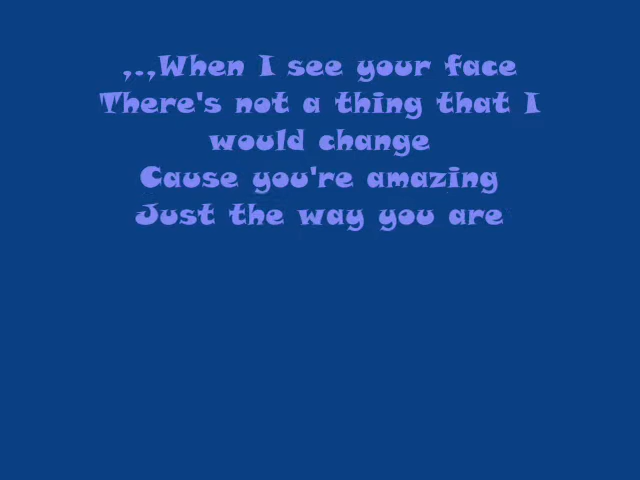 ,.,When I see your face
There's not a thing that I
would change
Cause you're amazing
Just the way you are